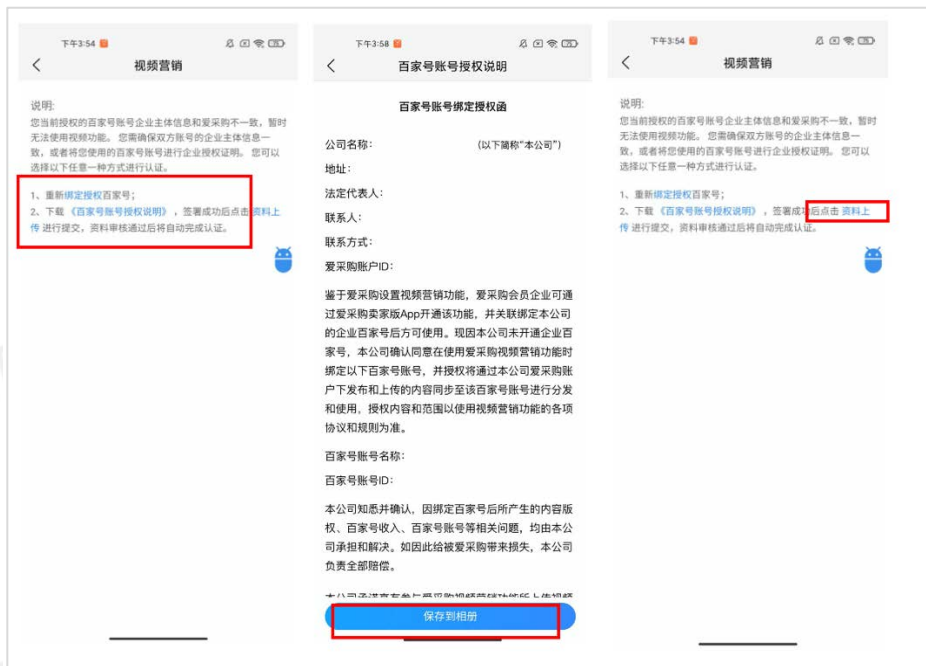 下午3:54
视频营销
说明:
您当前授权的百家号账号企业主体信息和爱采购不一致，暂时
无法使用视频功能。 您需确保双方账号的企业主体信息一
致，或者将您使用的百家号账号进行企业授权证明。 您可以
选择以下任意一种方式进行认证。
1、重新绑定授权百家号；
2、下载 《百家号账号授权说明》 ，签署成功后点击 资料上
传 进行提交，资料审核通过后将自动完成认证。
下午3:58
百家号账号授权说明
百家号账号绑定授权函
公司名称： (以下简称“本公司”)
地址：
法定代表人：
联系人：
联系方式：
爱采购账户ID：
鉴于爱采购设置视频营销功能，爱采购会员企业可通
过爱采购卖家版App开通该功能，并关联绑定本公司
的企业百家号后方可使用。现因本公司未开通企业百
家号，本公司确认同意在使用爱采购视频营销功能时
绑定以下百家号账号，并授权将通过本公司爱采购账
户下发布和上传的内容同步至该百家号账号进行分发
和使用，授权内容和范围以使用视频营销功能的各项
协议和规则为准。
百家号账号名称：
百家号账号ID：
本公司知悉并确认，因绑定百家号后所产生的内容版
权、百家号收入、百家号账号等相关问题，均由本公
司承担和解决。如因此给被爱采购带来损失，本公司
负责全部赔偿。
本公司承诺享有参与爱采购视频营销功能所上传视频
保存到相册
下午3:54
视频营销
说明:
您当前授权的百家号账号企业主体信息和爱采购不一致，暂时
无法使用视频功能。 您需确保双方账号的企业主体信息一
致，或者将您使用的百家号账号进行企业授权证明。 您可以
选择以下任意一种方式进行认证。
1、重新绑定授权百家号；
2、下载 《百家号账号授权说明》 ，签署成功后点击 资料上
传 进行提交，资料审核通过后将自动完成认证。